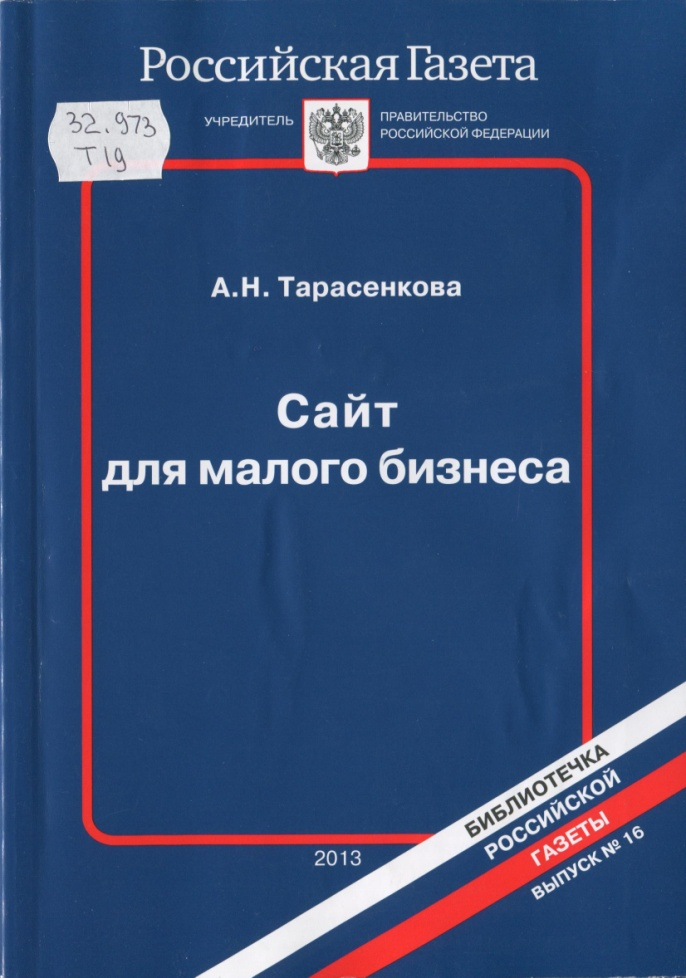 Российская Газета
32.973
Т19
УЧРЕДИТЕЛЬ
ПРАВИТЕЛЬСТВО
РОССИЙСКОЙ ФЕДЕРАЦИИ
А.Н. Тарасенкова
Сайт
для малого бизнеса
БИБЛИОТЕЧКА
РОССИЙСКОЙ
ГАЗЕТЫ
ВЫПУСК № 16
2013